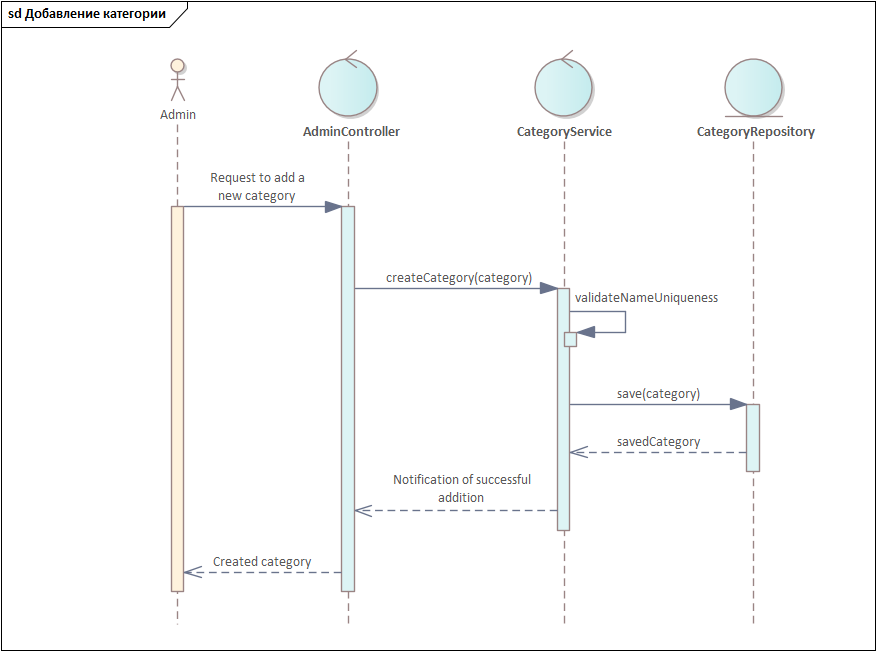 sd Добавление категории
Admin
AdminController
CategoryService
CategoryRepository
Request to add a
new category
createCategory(category)
validateNameUniqueness
save(category)
savedCategory
Notification of successful
addition
Created category